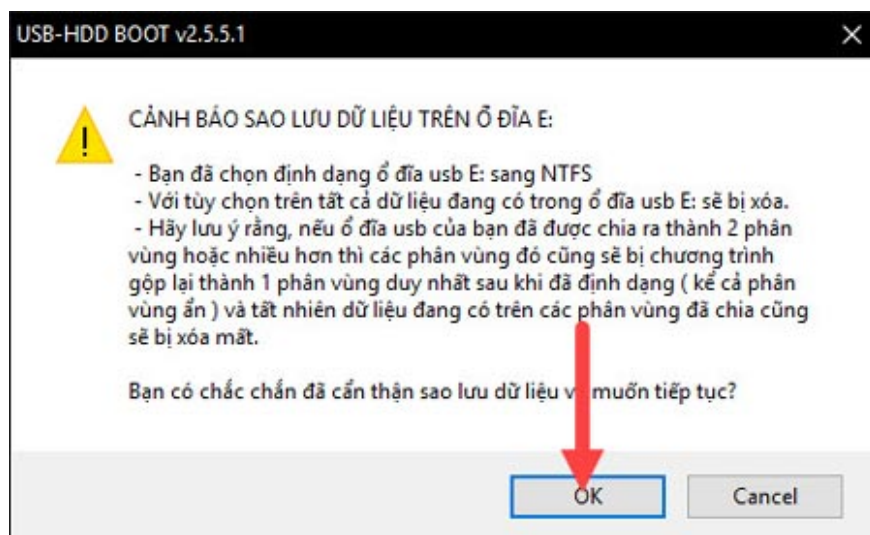 USB-HDD BOOT v2.5.5.1
CẢNH BÁO SAO LƯU DỮ LIỆU TRÊN Ổ ĐĨA E:
- Bạn đã chọn định dạng ổ đĩa usb E: sang NTFS
- Với tùy chọn trên tất cả dữ liệu đang có trong ổ đĩa usb E: sẽ bị xóa.
- Hãy lưu ý rằng, nếu ổ đĩa usb của bạn đã được chia ra thành 2 phân
vùng hoặc nhiều hơn thì các phân vùng đó cũng sẽ bị chương trình
gộp lại thành 1 phân vùng duy nhất sau khi đã định dạng ( kể cả phân
vùng ẩn ) và tất nhiên dữ liệu đang có trên các phân vùng đã chia cũng
sẽ bị xóa mất.
Bạn có chắc chắn đã cẩn thận sao lưu dữ liệu muốn tiếp tục?
OK
Cancel